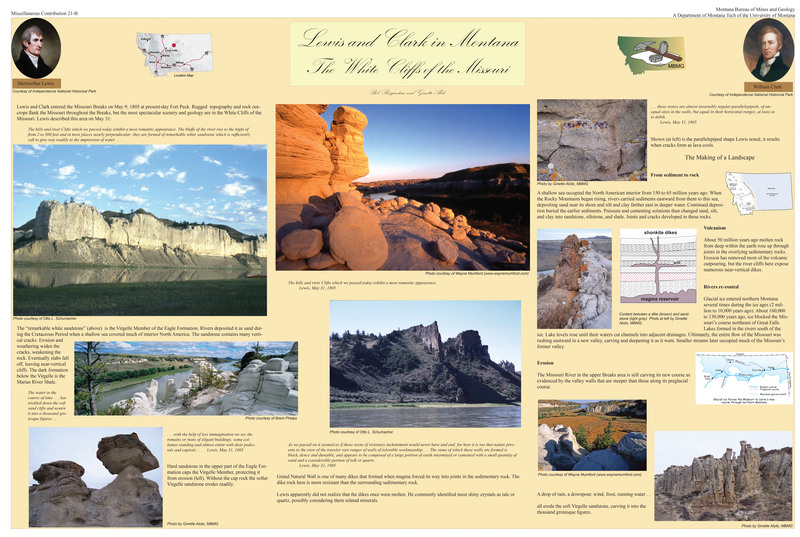 Miscellaneous Contribution 21-B
Montana Bureau of Mines and Geology
A Department of Montana Tech of the University of Montana
Meriwether Lewis
Courtesy of Independence National Historical Park
Location Map
Lewis and Clark in Montana
The White Cliffs of the Missouri
Bob Bergantino and Ginette Abdo
MBMG
William Clark
Courtesy of Independence National Historical Park
Lewis and Clark entered the Missouri Breaks on May 9, 1805 at present-day Fort Peck. Rugged topography and rock out-
crops flank the Missouri throughout the Breaks, but the most spectacular scenery and geology are in the White Cliffs of the
Missouri. Lewis described this area on May 31:
The hills and river Cliffs which we passed today exhibit a most romantic appearance. The bluffs of the river rise to the hight of
from 2 to 300 feet and in most places nearly perpendicular; they are formed of remarkable white sandstone which is sufficiently
soft to give way readily to the impression of water . . .
Photo courtesy of Otto L. Schumacher
The "remarkable white sandstone" (above) is the Virgelle Member of the Eagle Formation. Rivers deposited it as sand dur-
ing the Cretaceous Period when a shallow sea covered much of interior North America. The sandstone contains many verti-
cal cracks. Erosion and
weathering widen the
cracks, weakening the
rock. Eventually slabs fall
off, leaving near-vertical
cliffs. The dark formation
below the Virgelle is the
Marias River Shale.
The water in the
course of time . . . has
trickled down the soft
sand cliffs and woarn
it into a thousand gro-
tesque figures . . .
Photo courtesy of Brent Phelps
. . . with the help of less immagination we see the
remains or ruins of elegant buildings; some col-
lumns standing and almost entire with their pedes-
tals and capitals . . . Lewis, May 31, 1805
Hard sandstone in the upper part of the Eagle For-
mation caps the Virgelle Member, protecting it
from erosion (left). Without the cap rock the softer
Virgelle sandstone erodes readily.
Photo by Ginette Abdo, MBMG
Photo courtesy of Wayne Mumford (www.waynemumford.com)
The hills and river Cliffs which we passed today exhibit a most romantic appearance.
Lewis, May 31, 1805
Photo courtesy of Otto L. Schumacher
As we passed on it seemed as if those seens of visionary inchantment would never have and end; for here it is too that nature pres-
ents to the view of the traveler vast ranges of walls of tolerable workmanship . . . The stone of which these walls are formed is
black, dence and dureable, and appears to be composed of a large portion of earth intermixed or cemented with a small quantity of
sand and a considerable portion of talk or quarts.
Lewis, May 31, 1805
Grand Natural Wall is one of many dikes that formed when magma forced its way into joints in the sedimentary rock. The
dike rock here is more resistant than the surrounding sedimentary rock.
Lewis apparently did not realize that the dikes once were molten. He commonly identified most shiny crystals as talc or
quartz, possibly considering them related minerals.
Photo by Ginette Abdo, MBMG
. . . these stones are almost invariably regular parallelepipeds, of un-
equal sizes in the walls, but equal in their horizontal ranges, at least as
to debth.
Lewis, May 31, 1805
Shown (at left) is the parallelepiped shape Lewis noted; it results
when cracks form as lava cools.
The Making of a Landscape
From sediment to rock
A shallow sea occupied the North American interior from 150 to 65 million years ago. When
the Rocky Mountains began rising, rivers carried sediments eastward from them to this sea,
depositing sand near its shore and silt and clay farther east in deeper water. Continued deposi-
tion buried the earlier sediments. Pressure and cementing solutions then changed sand, silt,
and clay into sandstone, siltstone, and shale. Joints and cracks developed in these rocks.
shonkite dikes
magma reservoir
Contact between a dike (brown) and sand-
stone (light gray). Photo at left by Ginette
Abdo, MBMG.
Volcanism
About 50 million years ago molten rock
from deep within the earth rose up through
joints in the overlying sedimentary rocks.
Erosion has removed most of the volcanic
outpouring, but the river cliffs here expose
numerous near-vertical dikes.
Rivers re-routed
Glacial ice entered northern Montana
several times during the ice ages (2 mil-
lion to 10,000 years ago). About 160,000
to 130,000 years ago, ice blocked the Mis-
souri's course northeast of Great Falls.
Lakes formed in the rivers south of the
ice. Lake levels rose until their waters cut channels into adjacent drainages. Ultimately, the entire flow of the Missouri was
rushing eastward in a new valley, carving and deepening it as it went. Smaller streams later occupied much of the Missouri's
former valley.
Erosion
The Missouri River in the upper Breaks area is still carving its new course as
evidenced by the valley walls that are steeper than those along its preglacial
course.
Glacial ice forces the Missouri to carve a new
course through northern Montana.
Photo courtesy of Wayne Mumford (www.waynemumford.com)
A drop of rain, a downpour, wind, frost, running water . .
all erode the soft Virgelle sandstone, carving it into the
thousand grotesque figures.
Photo by Ginette Abdo, MBMG